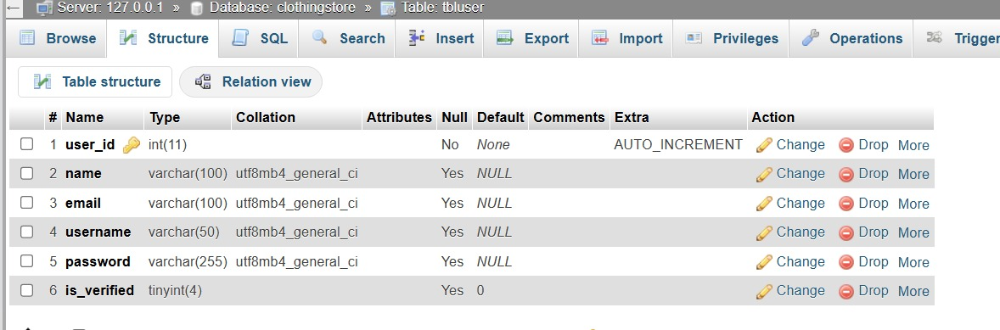 Server: 127.0.0.1 » Database: clothingstore » Table: tbluser
Browse Structure SQL Search Insert Export Import Privileges Operations Trigger
Table structure Relation view
# Name Type Collation Attributes Null Default Comments Extra Action
1 user_id int(11) No None AUTO_INCREMENT Change Drop More
2 name varchar(100) utf8mb4_general_ci Yes NULL Change Drop More
3 email varchar(100) utf8mb4_general_ci Yes NULL Change Drop More
4 username varchar(50) utf8mb4_general_ci Yes NULL Change Drop More
5 password varchar(255) utf8mb4_general_ci Yes NULL Change Drop More
6 is_verified tinyint(4) Yes 0 Change Drop More